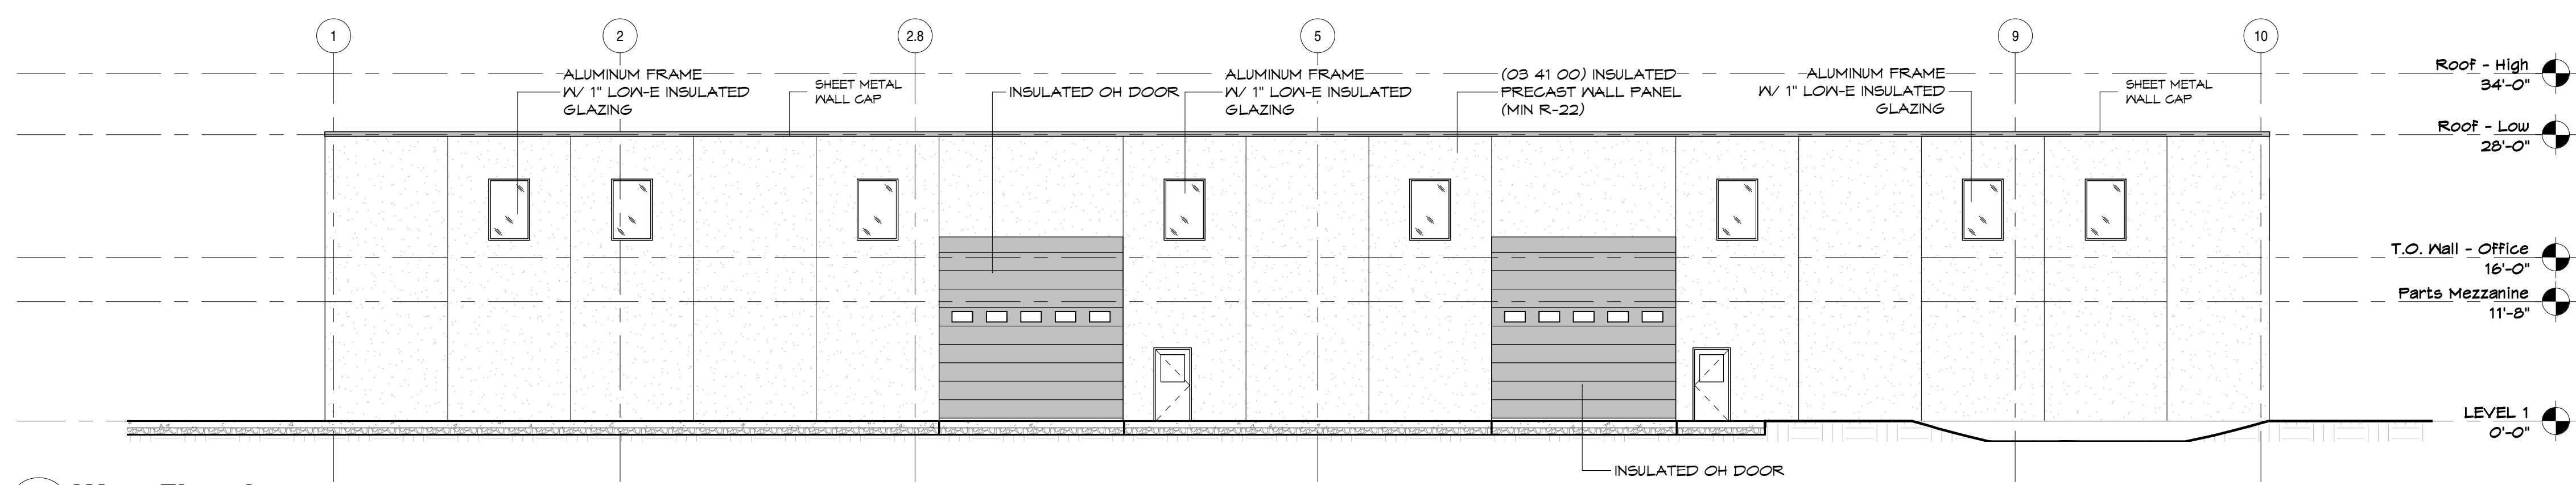 1
2
2.8
5
9
10
ALUMINUM FRAME
W/ 1" LOW-E INSULATED
GLAZING
SHEET METAL
WALL CAP
INSULATED OH DOOR
ALUMINUM FRAME
W/ 1" LOW-E INSULATED
GLAZING
(03 41 00) INSULATED
PRECAST WALL PANEL
(MIN R-22)
ALUMINUM FRAME
W/ 1" LOW-E INSULATED
GLAZING
SHEET METAL
WALL CAP
Roof - High
34'-0"
Roof - Low
28'-0"
T.O. Wall - Office
16'-0"
Parts Mezzanine
11'-8"
LEVEL 1
0'-0"
INSULATED OH DOOR